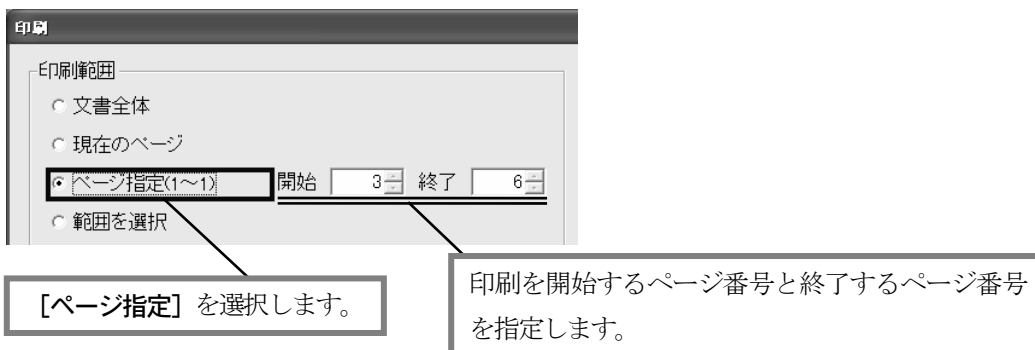 印刷
印刷範囲
文書全体
現在のページ
ページ指定(1～1) 開始 3 終了 6
範囲を選択
［ページ指定］を選択します。
印刷を開始するページ番号と終了するページ番号
を指定します。